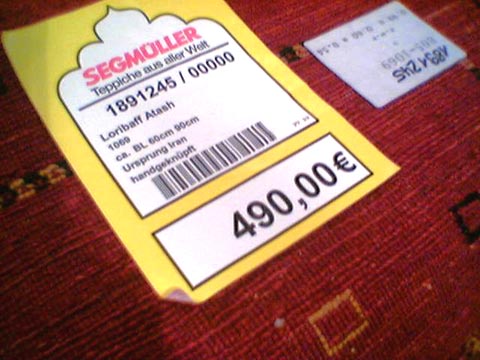 SEGMÜLLER
Teppiche aus aller Welt
1891245 / 00000
Loribaff Atash
1069
ca. BL 60cm 90cm
Ursprung Iran
handgeknüpft
490,00€